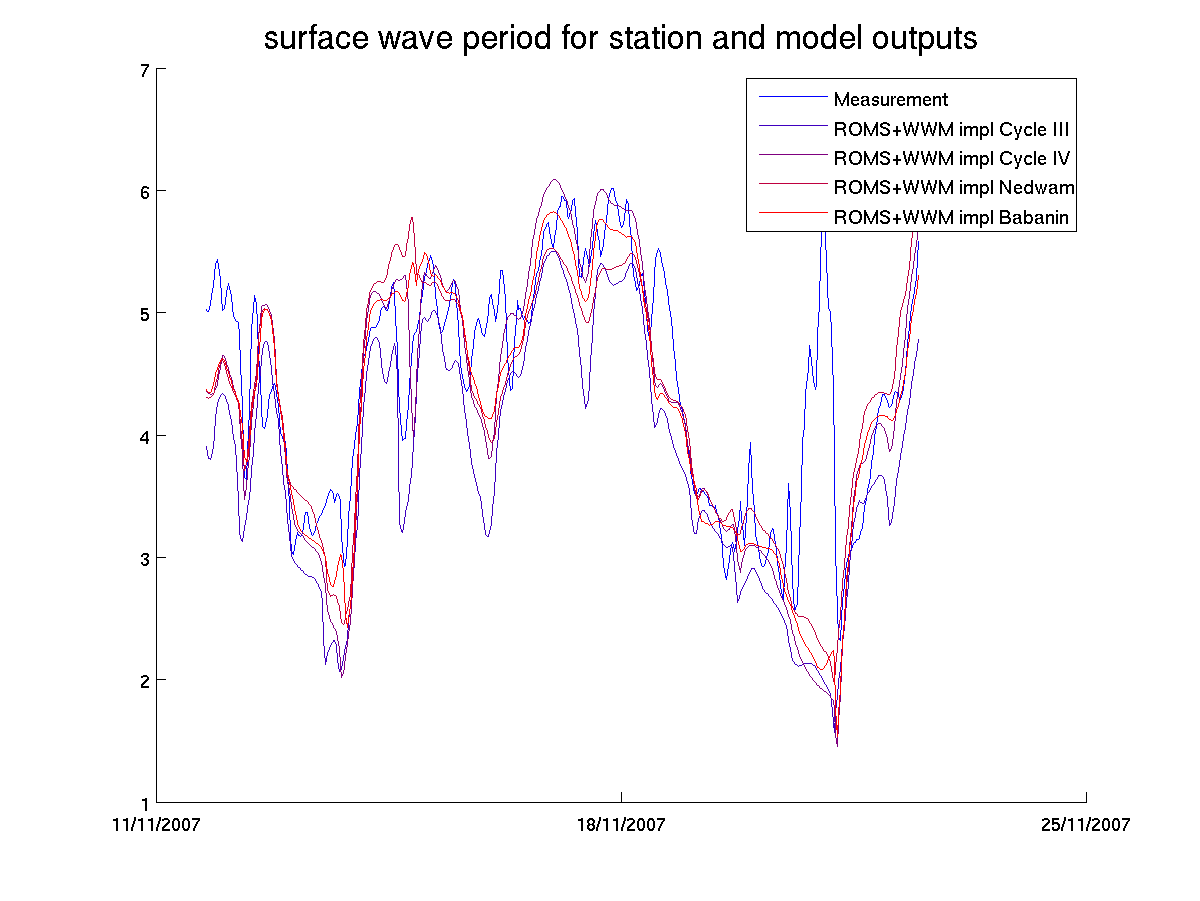 surface wave period for station and model outputs
7
6
5
4
3
2
1
11/11/2007
18/11/2007
25/11/2007
Measurement
ROMS+WWM impl Cycle III
ROMS+WWM impl Cycle IV
ROMS+WWM impl Nedwam
ROMS+WWM impl Babanin